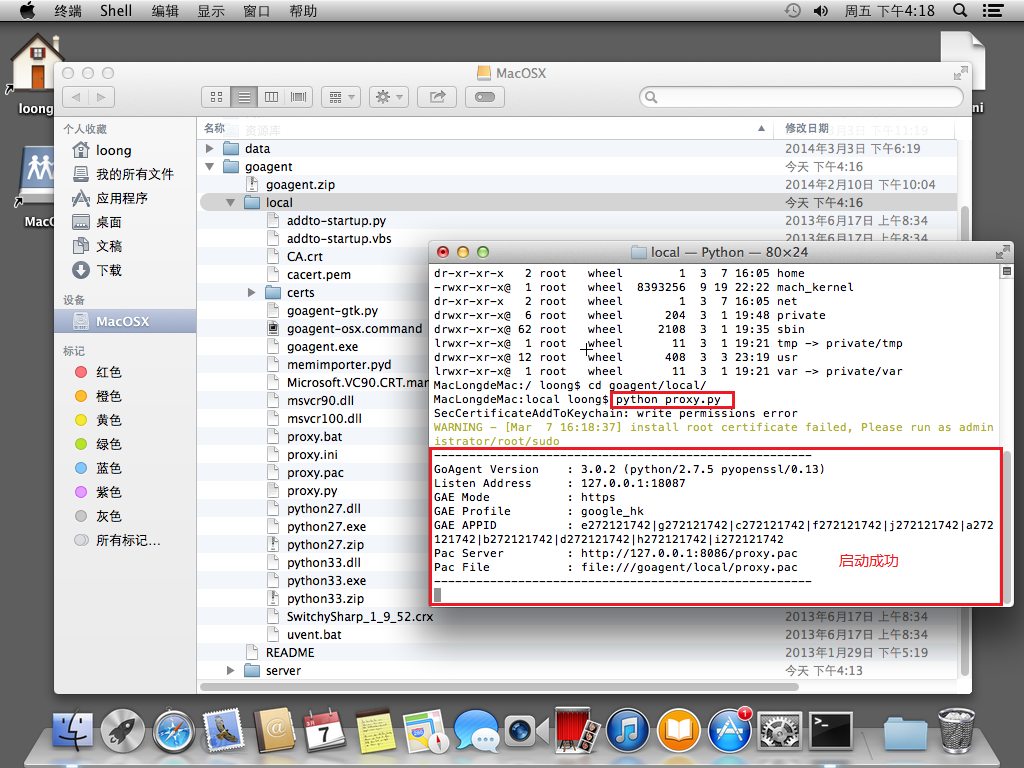 终端 Shell 编辑 显示 窗口 帮助 周五 下午4:18
loong
MacOSX
个人收藏
loong
我的所有文件
应用程序
桌面
文稿
下载
设备
MacOSX
标记
红色
橙色
黄色
绿色
蓝色
紫色
灰色
所有标记…
名称 修改日期
资源库
data 2014年3月3日 下午6:19
goagent 今天 下午4:16
goagent.zip 2014年2月10日 下午10:04
local 今天 下午4:16
addto-startup.py 2013年6月17日 下午8:34
addto-startup.vbs 2013年6月17日 下午8:34
CA.crt
cacert.pem
certs
goagent-gtk.py
goagent-osx.command
goagent.exe
memimporter.pyd
Microsoft.VC90.CRT.mar
msvcr90.dll
msvcr100.dll
proxy.bat
proxy.ini
proxy.pac
proxy.py
python27.dll
python27.exe
python27.zip
python33.dll
python33.exe
python33.zip
SwitchySharp_1_9_52.crx 2013年6月17日 下午8:34
uvent.bat 2013年6月17日 下午8:34
README 2013年1月29日 下午5:19
server 今天 下午4:13
local — Python — 80×24
dr-xr-xr-x 2 root wheel 1 3 7 16:05 home
-rwxr-xr-x@ 1 root wheel 8393256 9 19 22:22 mach_kernel
dr-xr-xr-x 2 root wheel 1 3 7 16:05 net
drwxr-xr-x@ 6 root wheel 204 3 1 19:48 private
drwxr-xr-x@ 62 root wheel 2108 3 1 19:35 sbin
lrwxr-xr-x@ 1 root wheel 11 3 1 19:21 tmp -> private/tmp
drwxr-xr-x@ 12 root wheel 408 3 3 23:19 usr
lrwxr-xr-x@ 1 root wheel 11 3 1 19:21 var -> private/var
MacLongdeMac:/ loong$ cd goagent/local/
MacLongdeMac:local loong$ python proxy.py
SecCertificateAddToKeychain: write permissions error
WARNING - [Mar 7 16:18:37] install root certificate failed, Please run as admin
istrator/root/sudo
------------------------------------------------------
GoAgent Version : 3.0.2 (python/2.7.5 pyopenssl/0.13)
Listen Address : 127.0.0.1:18087
GAE Mode : https
GAE Profile : google_hk
GAE APPID : e272121742|g272121742|c272121742|f272121742|j272121742|a272
121742|b272121742|d272121742|h272121742|i272121742
Pac Server : http://127.0.0.1:8086/proxy.pac
Pac File : file:///goagent/local/proxy.pac
------------------------------------------------------
启动成功
7
1